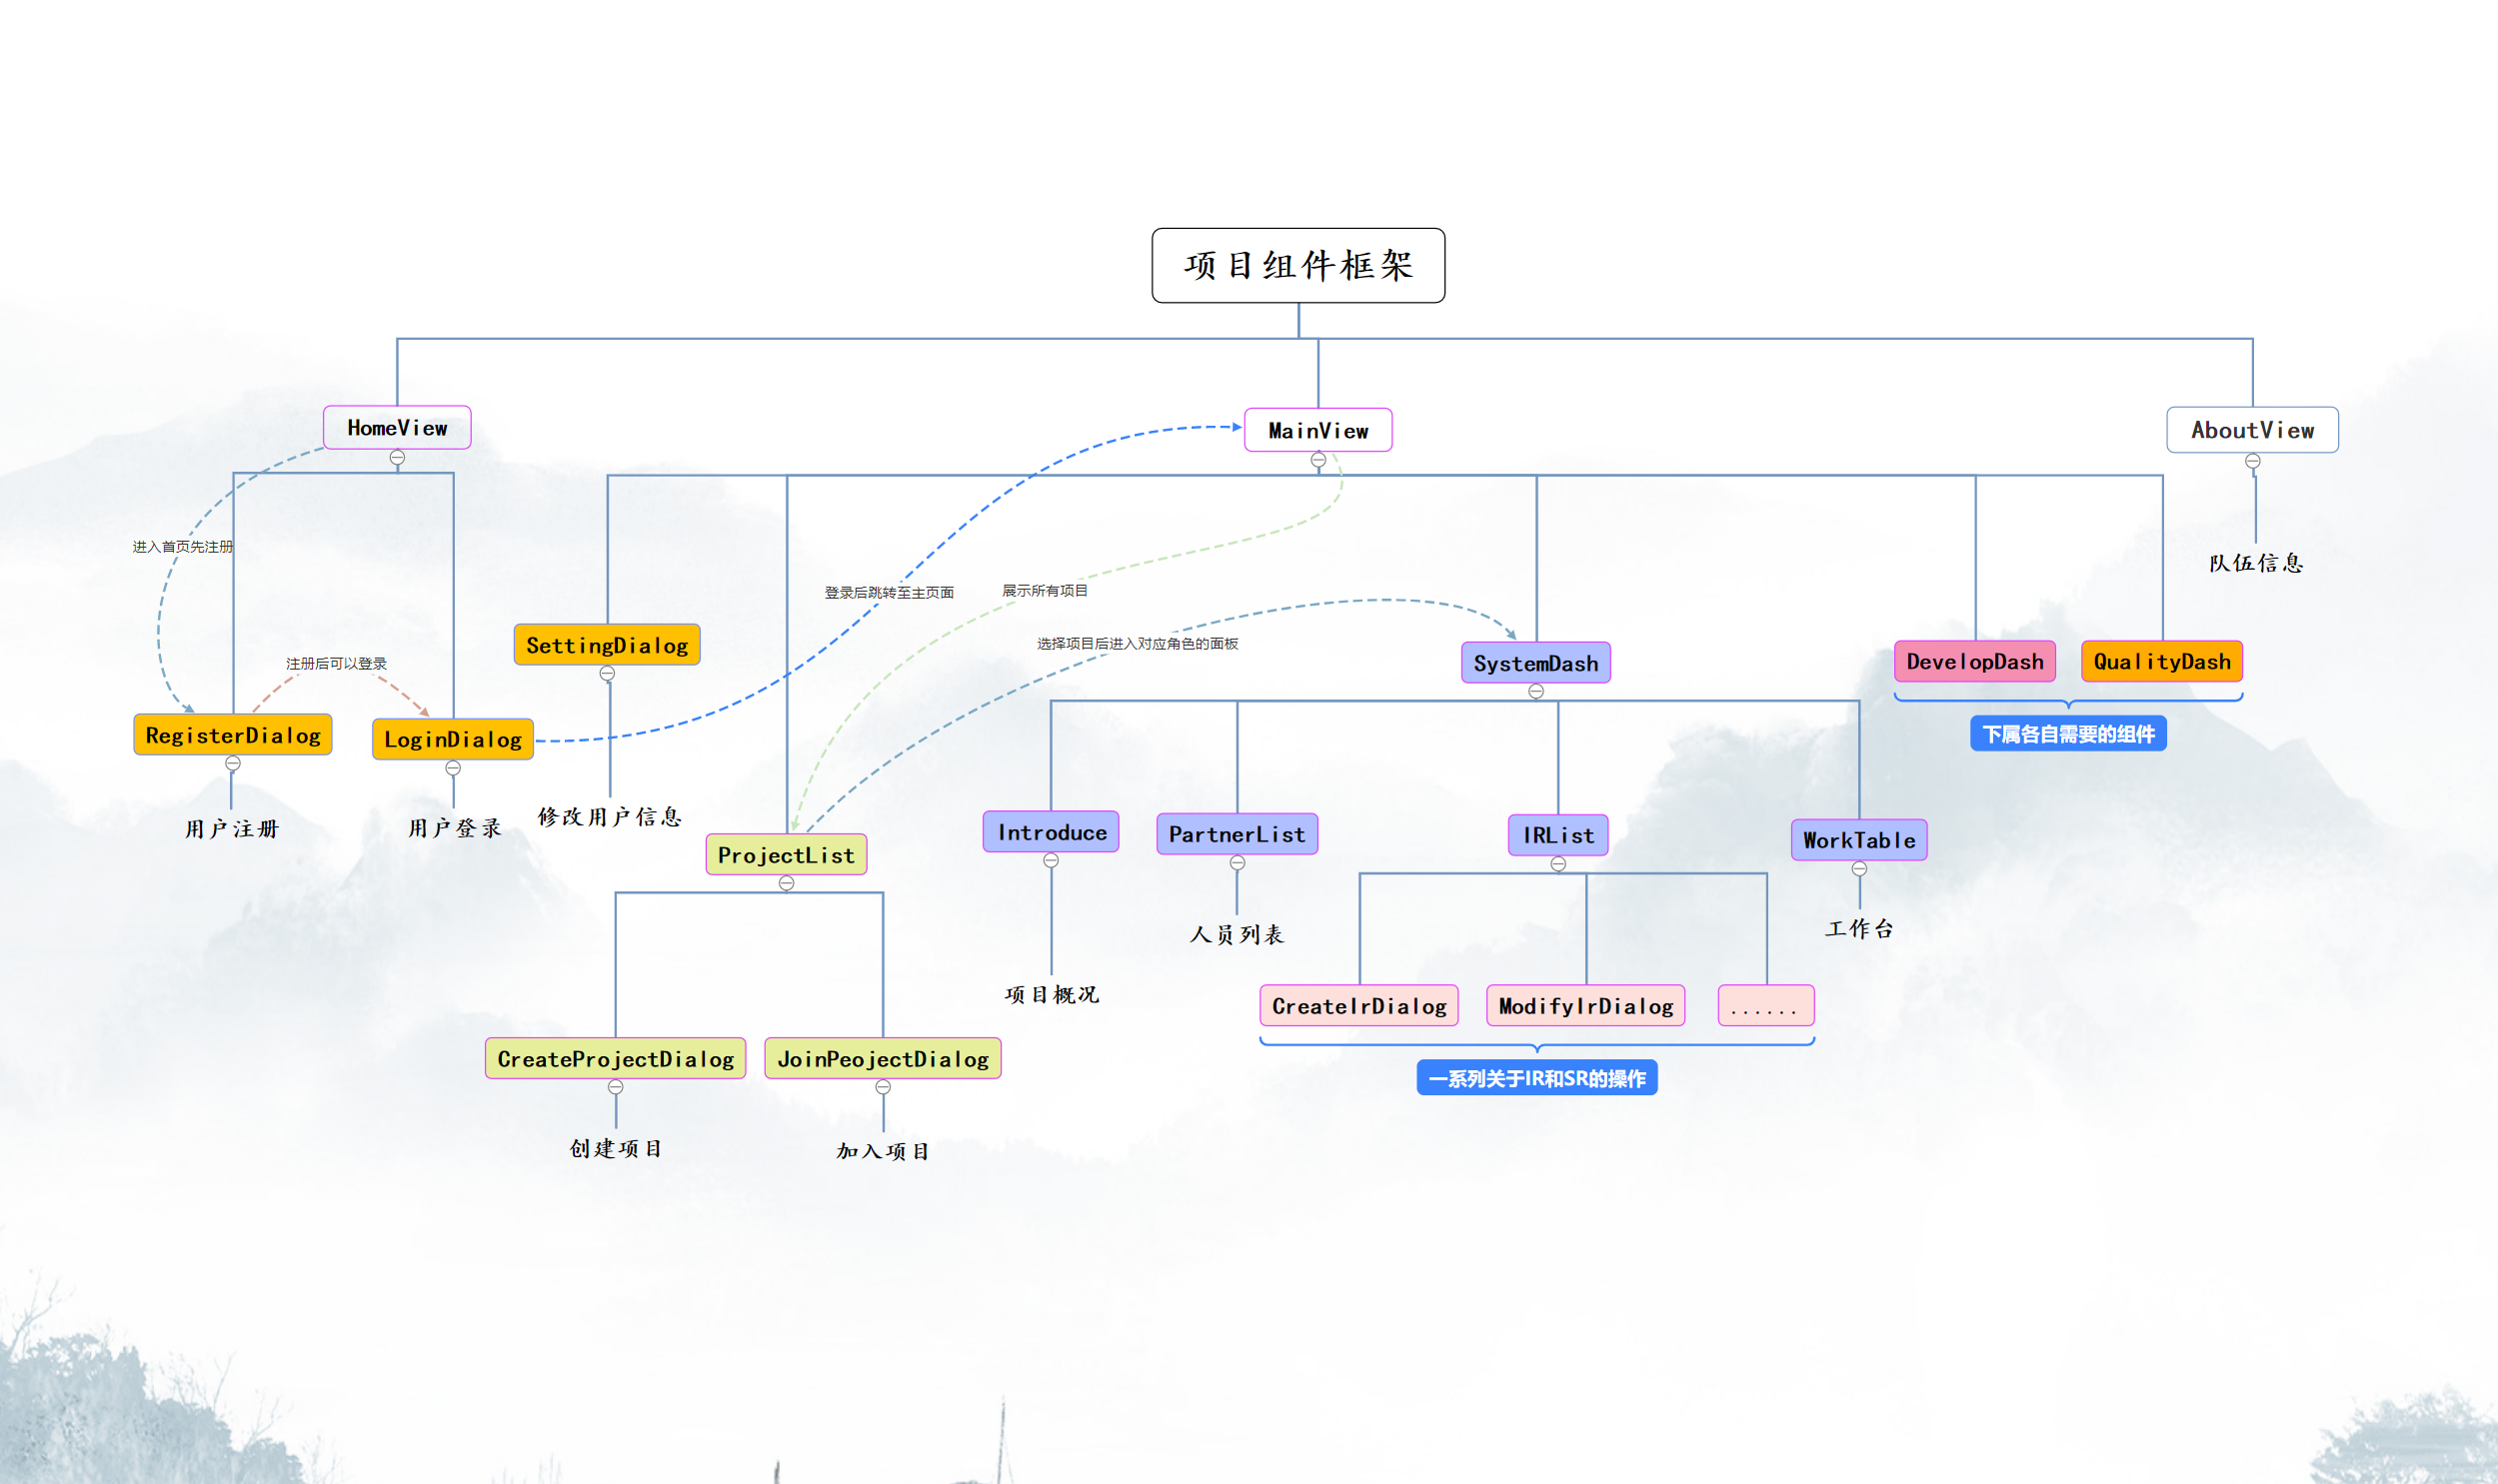 项目组件框架
HomeView
MainView
AboutView
进入首页先注册
队伍信息
登录后跳转至主页面
展示所有项目
选择项目后进入对应角色的面板
SettingDialog
注册后可以登录
SystemDash
DevelopDash
QualityDash
RegisterDialog
LoginDialog
下属各自需要的组件
用户注册
用户登录
修改用户信息
ProjectList
Introduce
PartnerList
IRList
WorkTable
人员列表
工作台
项目概况
CreateIrDialog
ModifyIrDialog
......
CreateProjectDialog
JoinPeojectDialog
一系列关于IR和SR的操作
创建项目
加入项目